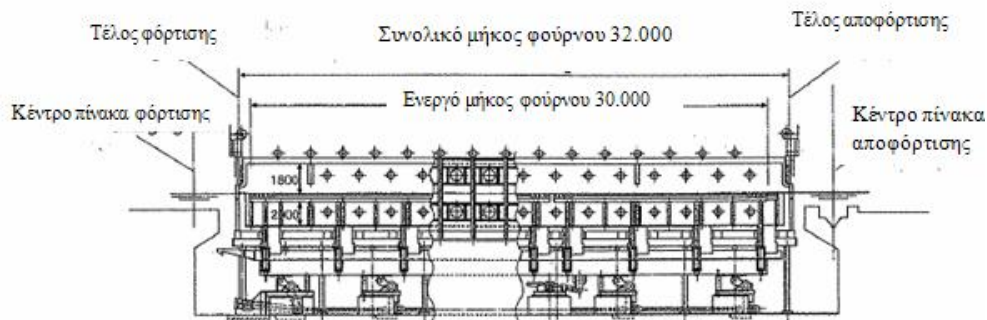 Τέλος φόρτισης
Συνολικό μήκος φούρνου 32.000
Τέλος αποφόρτισης
Κέντρο πίνακα φόρτισης
Ενεργό μήκος φούρνου 30.000
Κέντρο πίνακα
αποφόρτισης
1800